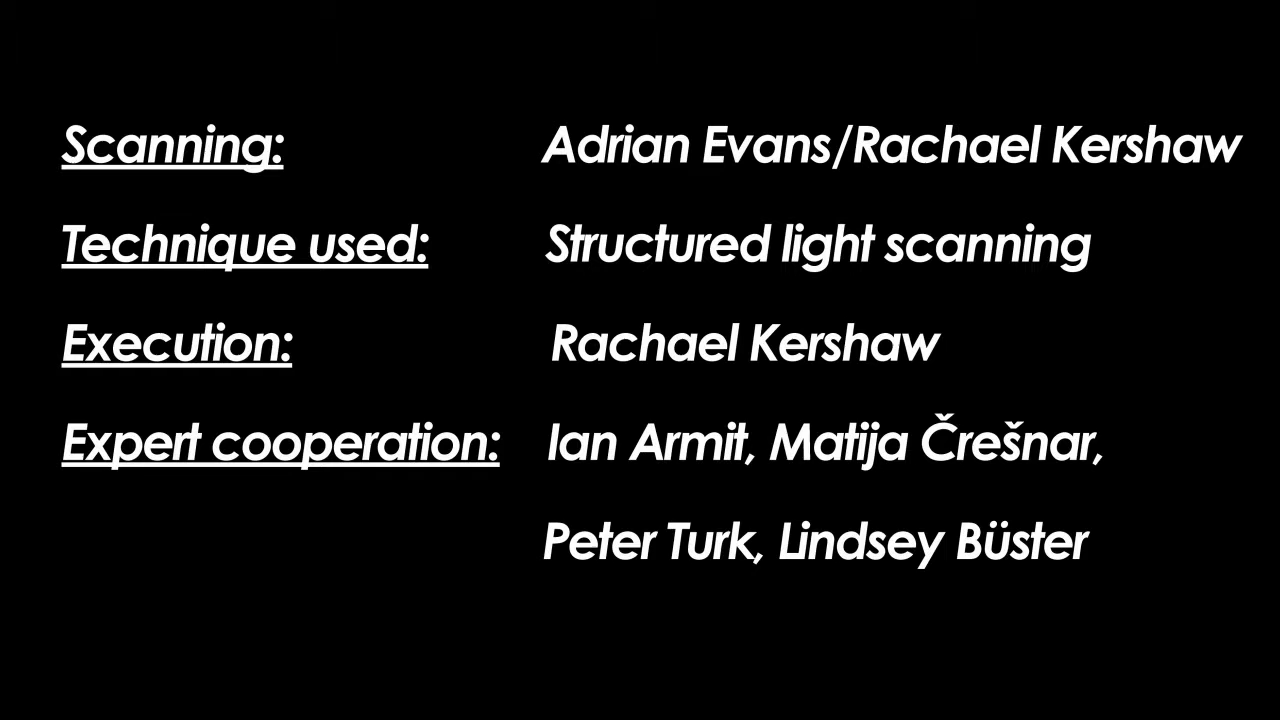 Scanning: Adrian Evans/Rachael Kershaw
Technique used: Structured light scanning
Execution: Rachael Kershaw
Expert cooperation: Ian Armit, Matija Črešnar,
Peter Turk, Lindsey Büster